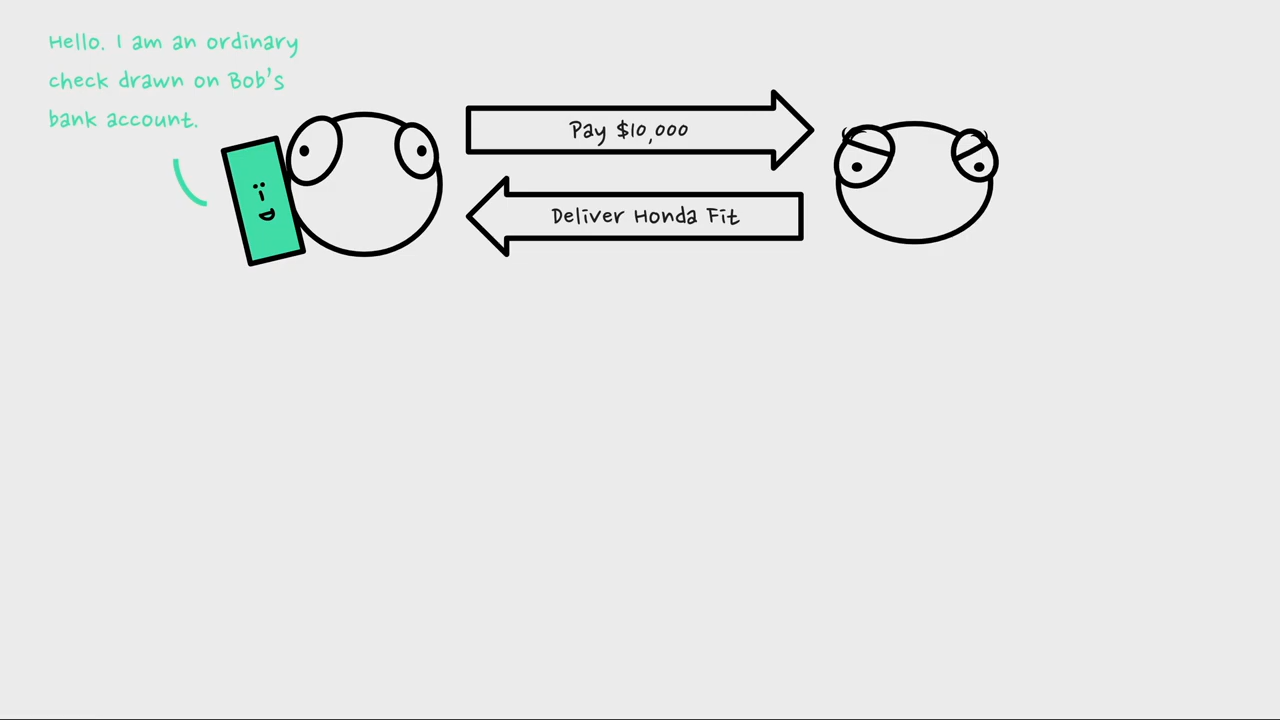 Hello. I am an ordinary
check drawn on Bob's
bank account.
Pay $10,000
Deliver Honda Fit